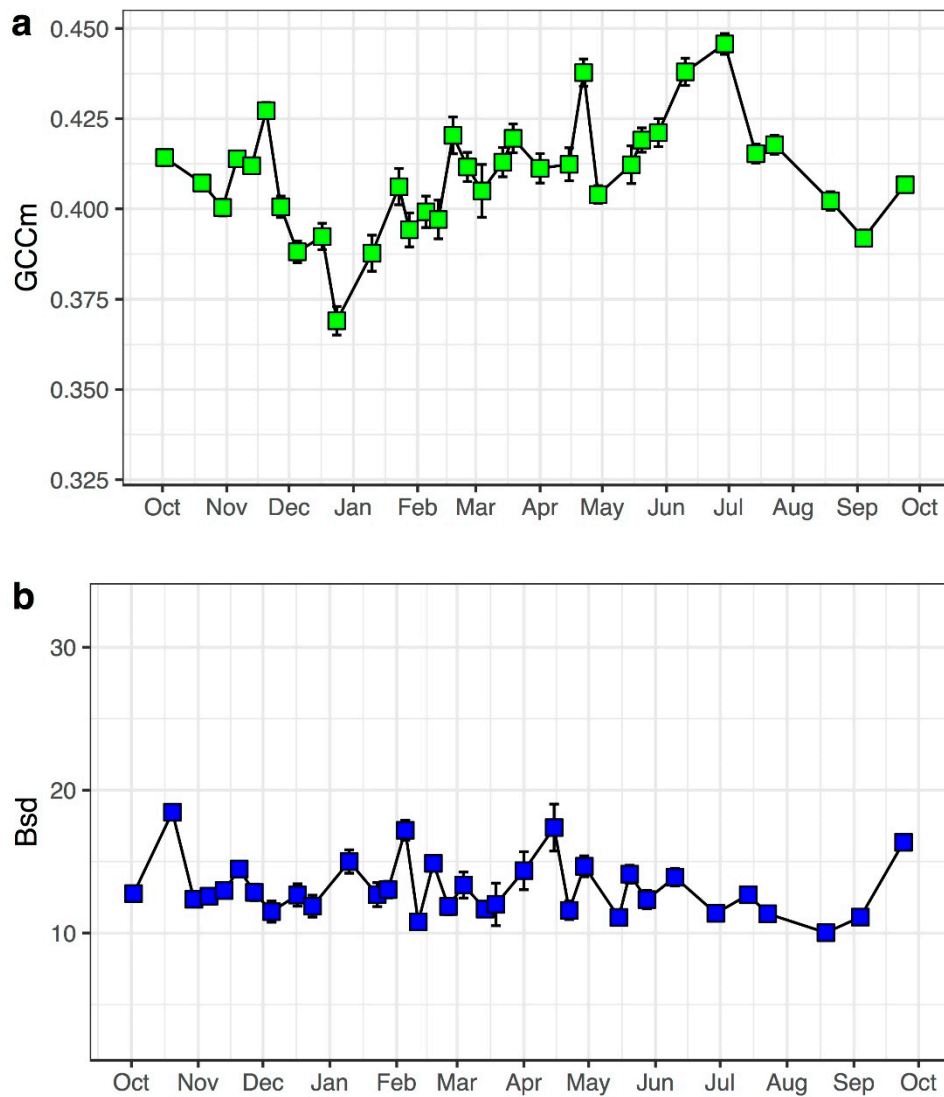 a
0.450
0.425
0.400
0.375
0.350
0.325
GCCm
Oct Nov Dec Jan Feb Mar Apr May Jun Jul Aug Sep Oct
b
30
20
10
Bsd
Oct Nov Dec Jan Feb Mar Apr May Jun Jul Aug Sep Oct